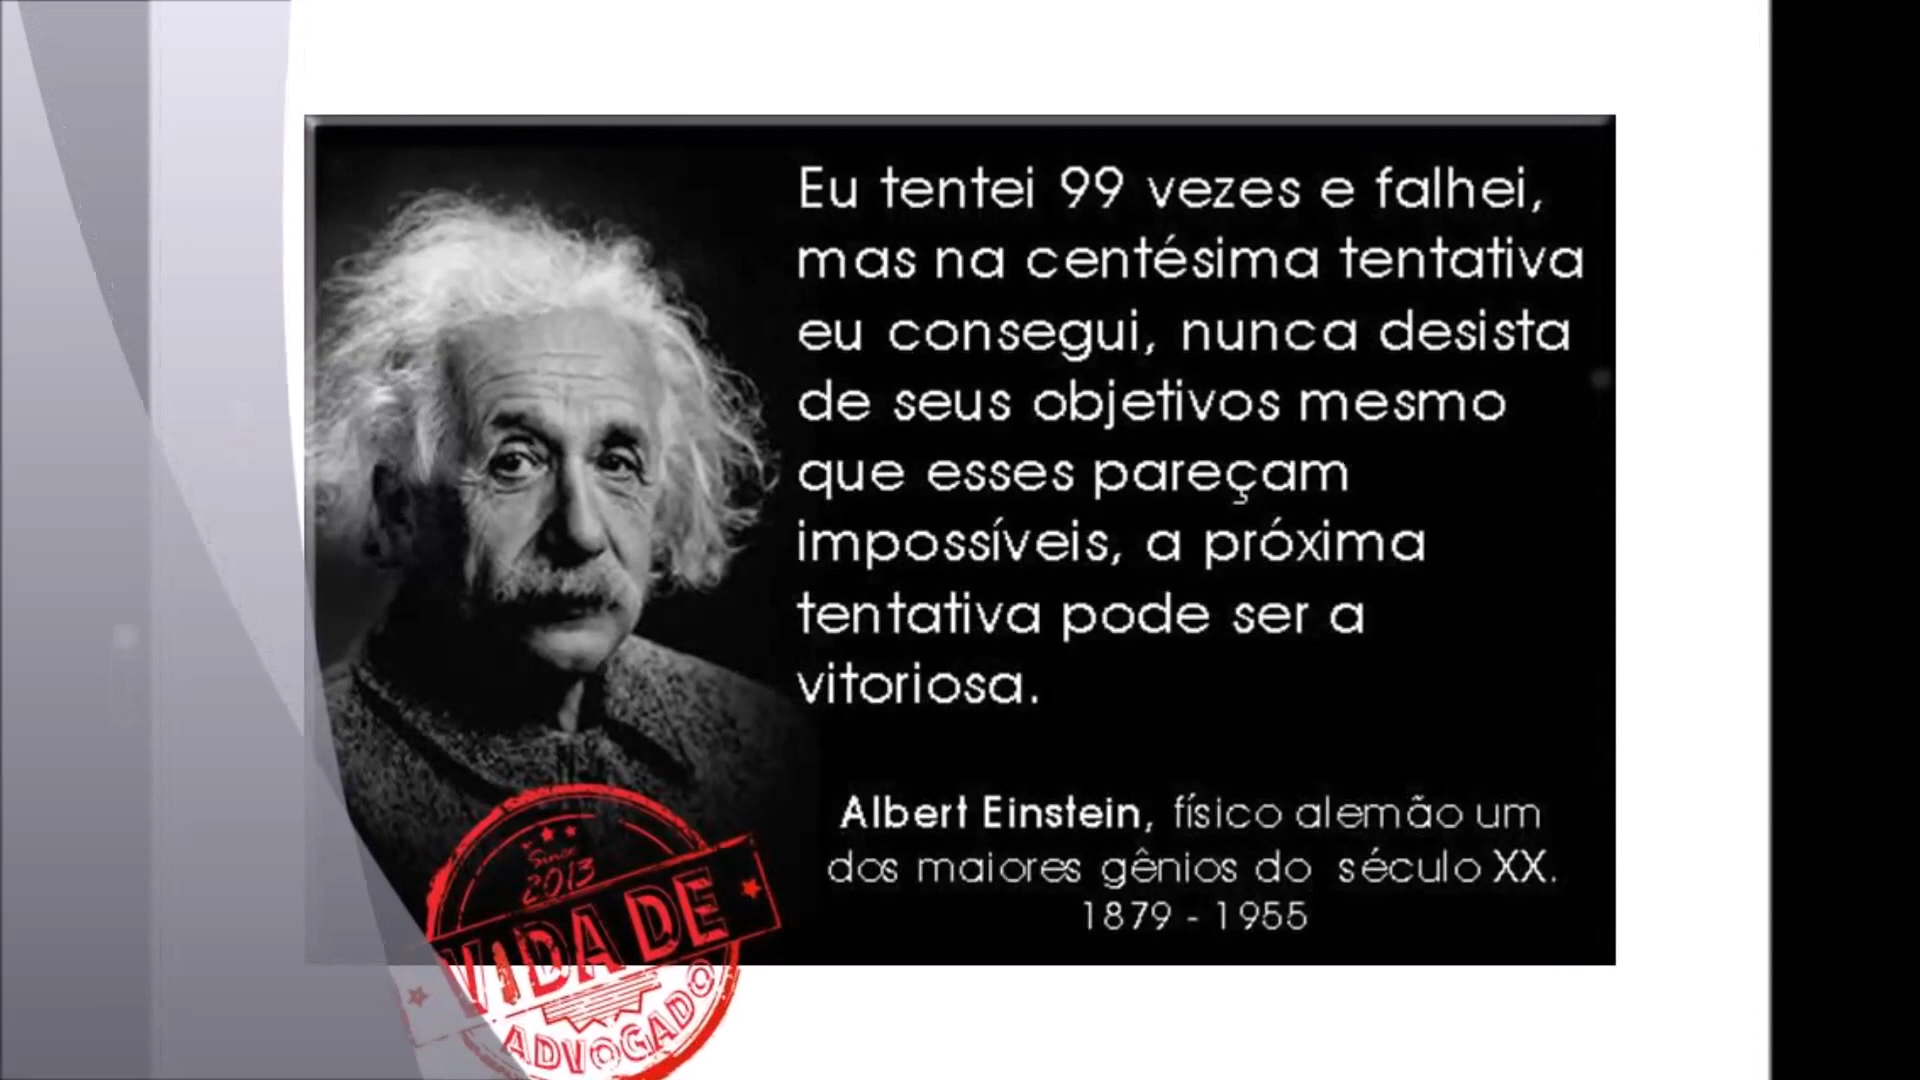 Eu tentei 99 vezes e falhei,
mas na centésima tentativa
eu consegui, nunca desista
de seus objetivos mesmo
que esses pareçam
impossíveis, a próxima
tentativa pode ser a
vitoriosa.
Albert Einstein, físico alemão um
dos maiores gênios do século XX.
1879 - 1955
Since
2013
VIDA DE
ADVOGADO